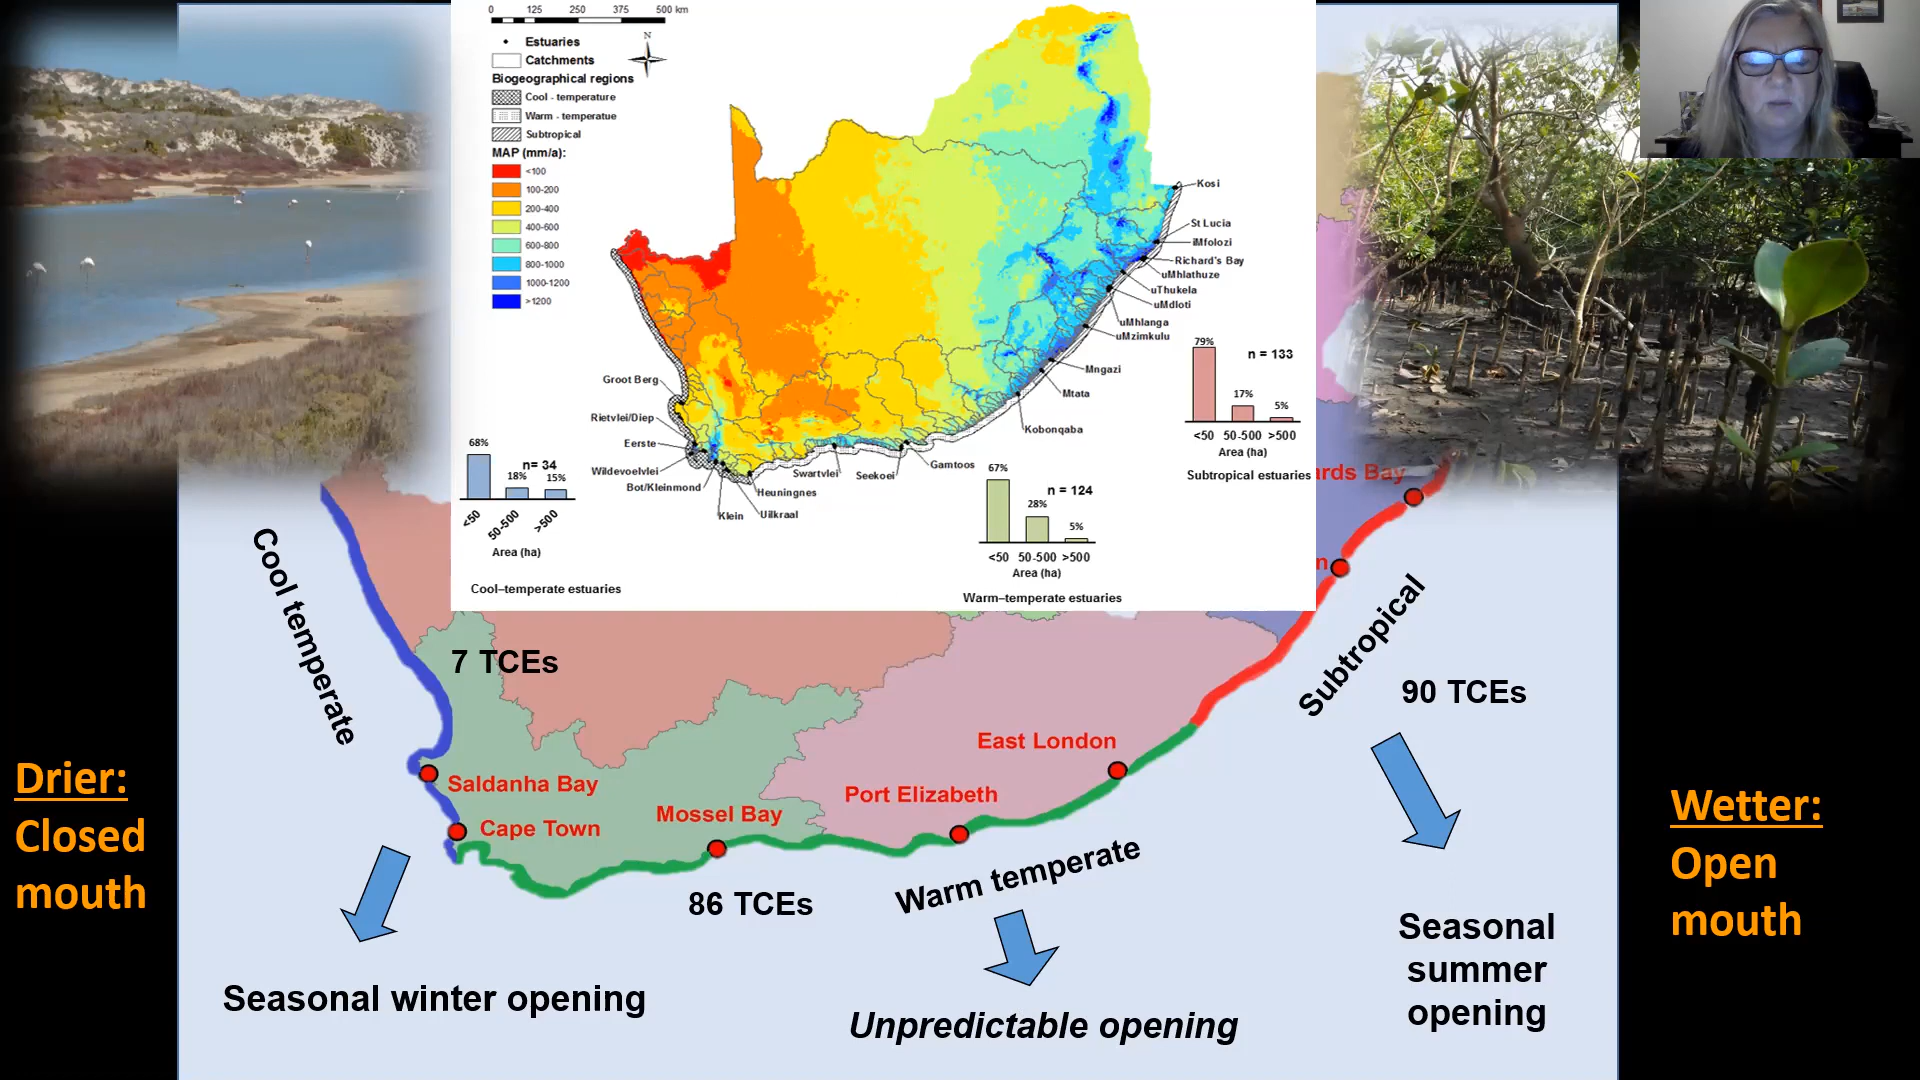 0 125 250 375 500 km
N
Estuaries
Catchments
Biogeographical regions
Cool - temperature
Warm - temperatue
Subtropical
MAP (mm/a):
<100
100-200
200-400
400-600
600-800
800-1000
1000-1200
>1200
Kosi
St Lucia
iMfolozi
Richard's Bay
uMhlathuze
uThukela
uMdloti
uMhlanga
uMzimkulu
Mngazi
Mtata
Kobonqaba
Gamtoos
Seekoei
Swartvlei
Heuningnes
Uilkraal
Klein
Bot/Kleinmond
Wildevoelvlei
Eerste
Rietvlei/Diep
Groot Berg
68%
n= 34
18%
15%
<50 50-500 >500
Area (ha)
Cool–temperate estuaries
67%
n = 124
28%
5%
<50 50-500 >500
Area (ha)
Warm–temperate estuaries
79%
n = 133
17%
5%
<50 50-500 >500
Area (ha)
Subtropical estuaries
ards Bay
n
Cool temperate
7 TCEs
Subtropical
90 TCEs
East London
Port Elizabeth
Mossel Bay
Saldanha Bay
Cape Town
Warm temperate
86 TCEs
Drier:
Closed
mouth
Wetter:
Open
mouth
Seasonal winter opening
Unpredictable opening
Seasonal
summer
opening